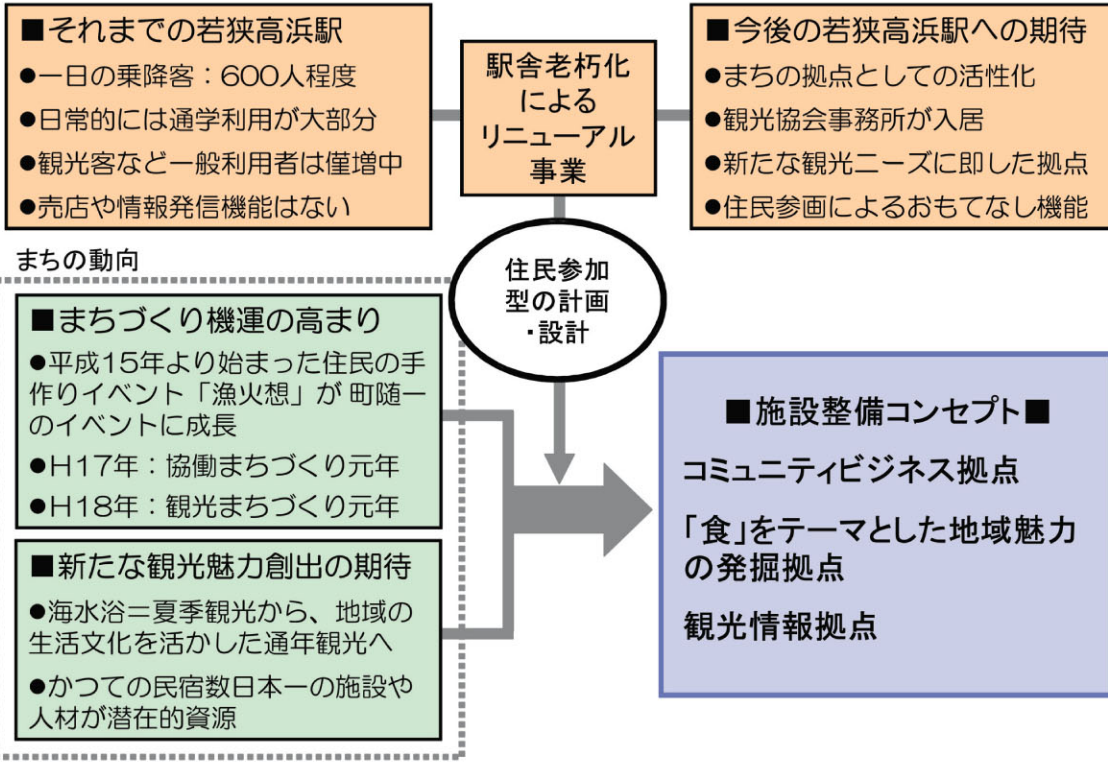 ■それまでの若狭高浜駅
●一日の乗降客：600人程度
●日常的には通学利用が大部分
●観光客など一般利用者は僅増中
●売店や情報発信機能はない
駅舎老朽化
による
リニューアル
事業
■今後の若狭高浜駅への期待
●まちの拠点としての活性化
●観光協会事務所が入居
●新たな観光ニーズに即した拠点
●住民参画によるおもてなし機能
まちの動向
住民参加
型の計画
・設計
■まちづくり機運の高まり
●平成15年より始まった住民の手
作りイベント「漁火想」が町随一
のイベントに成長
●H17年：協働まちづくり元年
●H18年：観光まちづくり元年
■新たな観光魅力創出の期待
●海水浴＝夏季観光から、地域の
生活文化を活かした通年観光へ
●かつての民宿数日本一の施設や
人材が潜在的資源
■施設整備コンセプト■
コミュニティビジネス拠点
「食」をテーマとした地域魅力
の発掘拠点
観光情報拠点